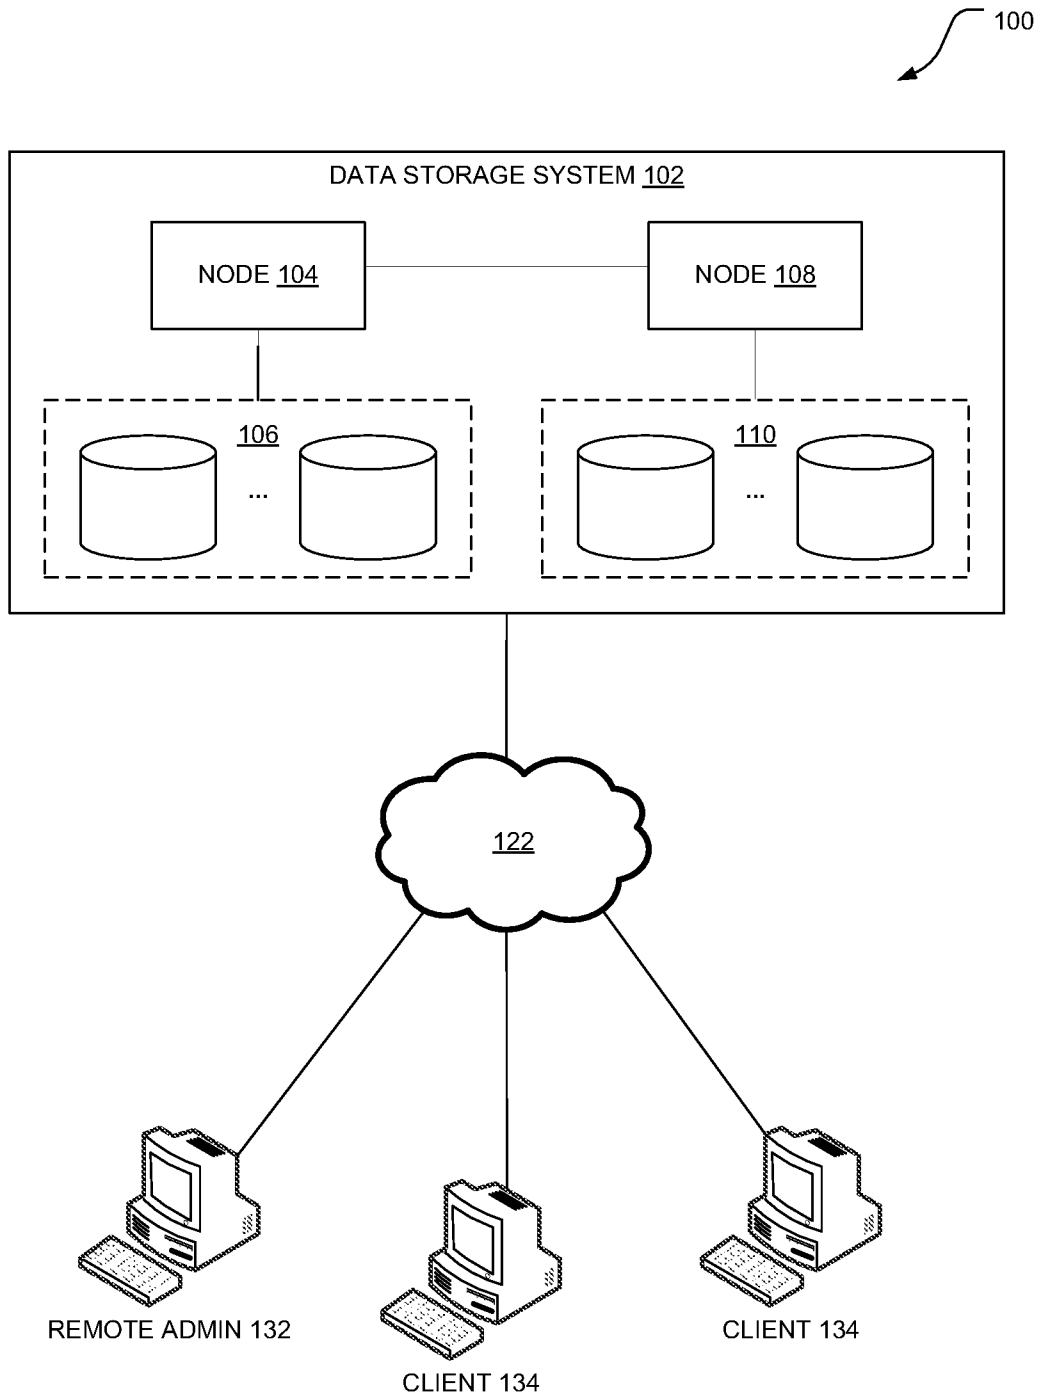 100
DATA STORAGE SYSTEM 102
NODE 104
NODE 108
106
...
110
...
122
REMOTE ADMIN 132
CLIENT 134
CLIENT 134